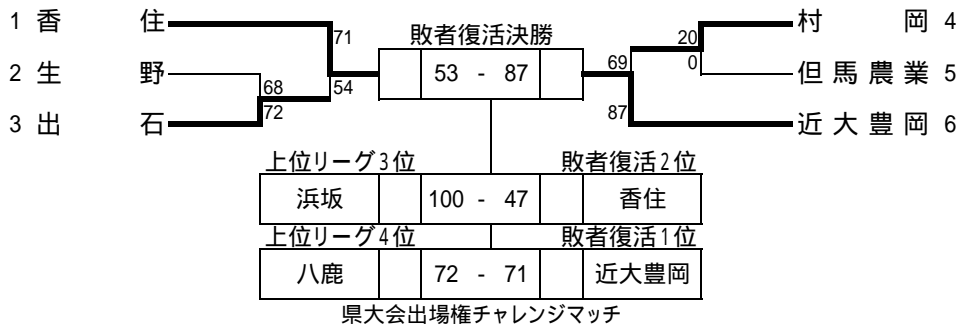 1 香住 71 村岡 4
敗者復活決勝
20
2 生野 53 - 87 69 0 但馬農業 5
68 54
72 87
3 出石 近大豊岡 6
上位リーグ3位 敗者復活2位
浜坂 100 - 47 香住
上位リーグ4位 敗者復活1位
八鹿 72 - 71 近大豊岡
県大会出場権チャレンジマッチ